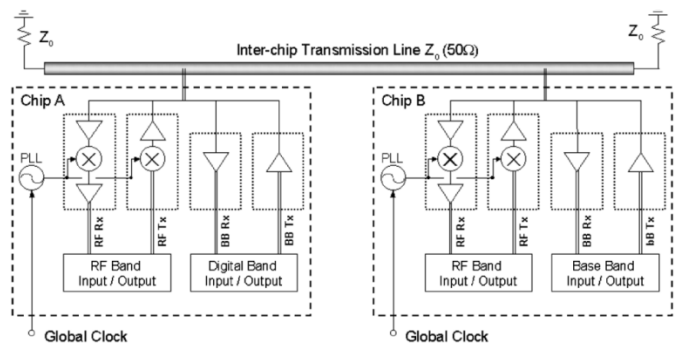 Z₀
Inter-chip Transmission Line Z₀ (50Ω)
Z₀
Chip A
PLL
RF Rx
RF Tx
BB Rx
BB Tx
RF Band
Input / Output
Digital Band
Input / Output
Global Clock
Chip B
PLL
RF Rx
RF Tx
BB Rx
bB Tx
RF Band
Input / Output
Base Band
Input / Output
Global Clock